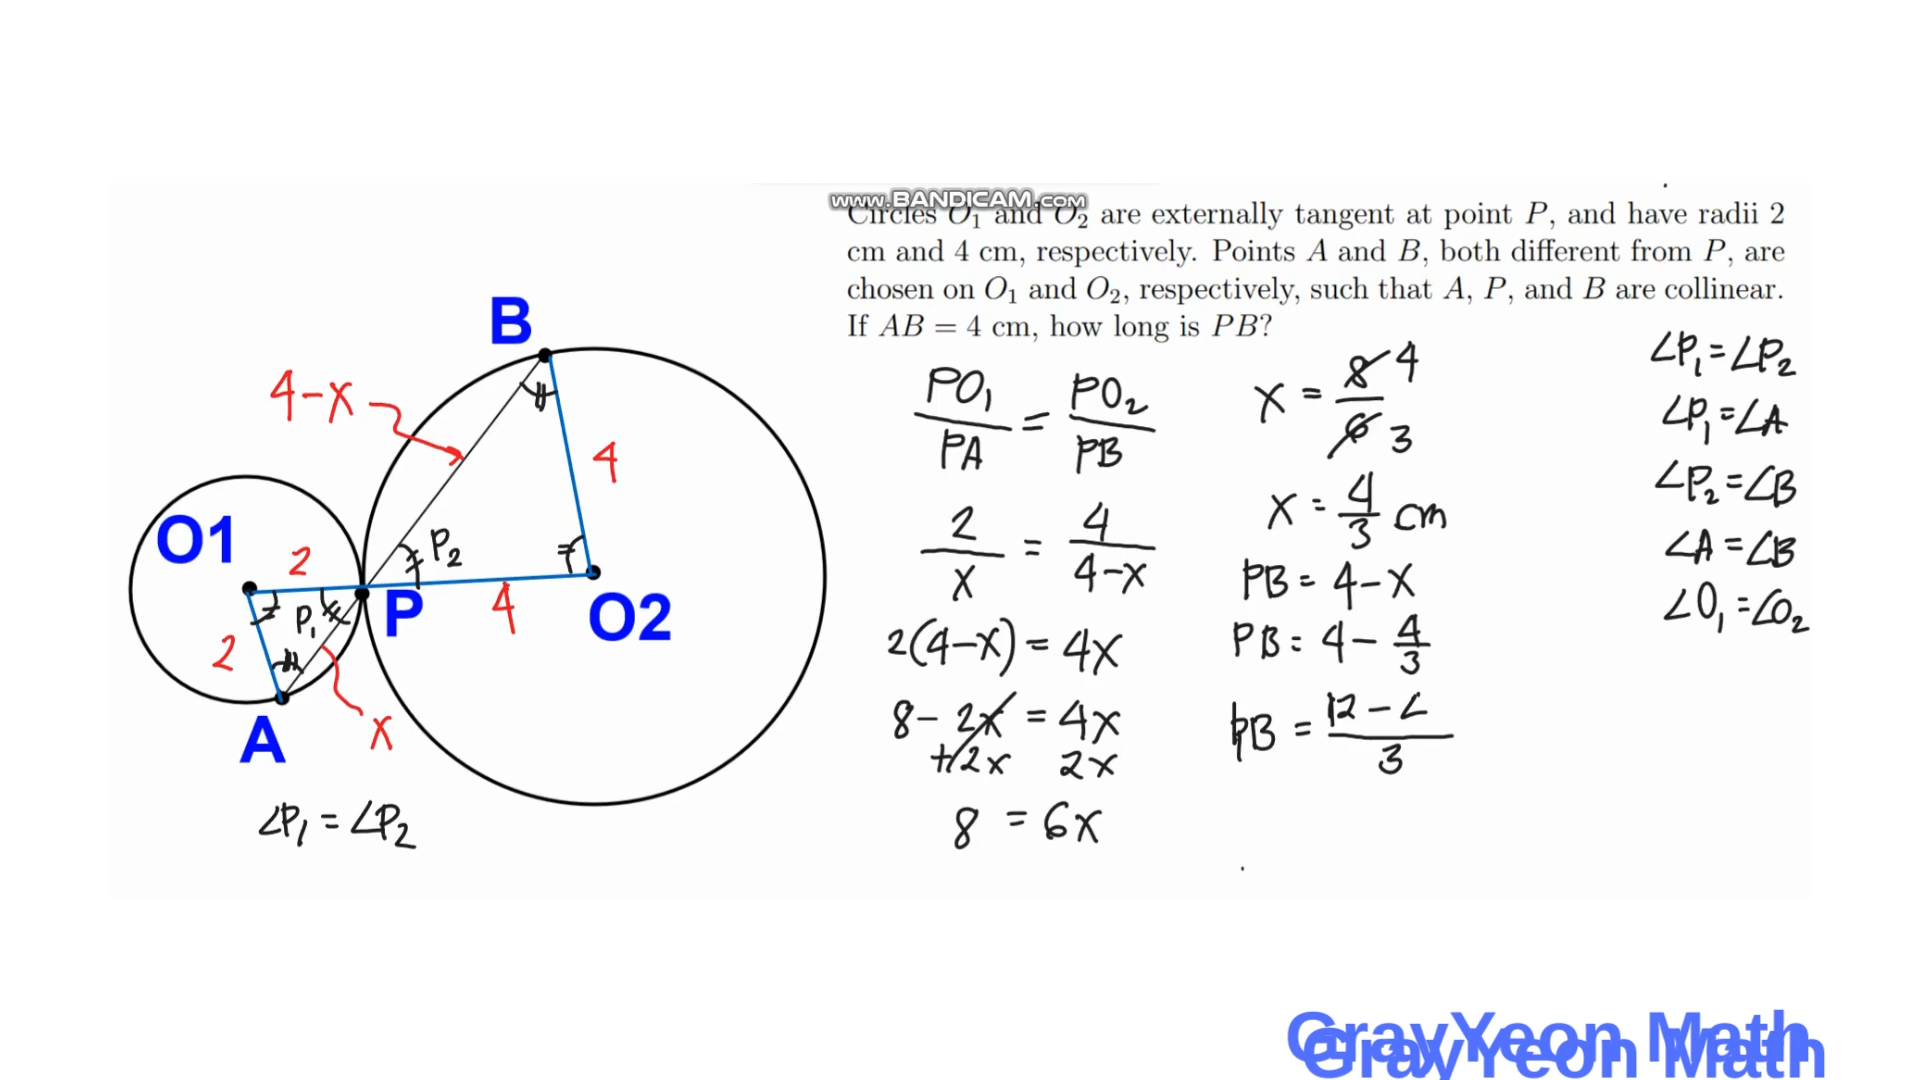 www.BANDICAM.com
Circles O₁ and O₂ are externally tangent at point P, and have radii 2
cm and 4 cm, respectively. Points A and B, both different from P, are
chosen on O₁ and O₂, respectively, such that A, P, and B are collinear.
If AB = 4 cm, how long is PB?
B
4-x
4
O1
2
P₂
P₁
P
4
O2
2
A
x
∠P₁ = ∠P₂
PO₁/PA = PO₂/PB
2/x = 4/(4-x)
2(4-x) = 4x
8 - 2x = 4x
+2x 2x
8 = 6x
x = 8/6 4/3
x = 4/3 cm
PB = 4-x
PB = 4 - 4/3
PB = (12 - )/3
∠P₁ = ∠P₂
∠P₁ = ∠A
∠P₂ = ∠B
∠A = ∠B
∠O₁ = ∠O₂
GrayYeon Math
GrayYeon Math